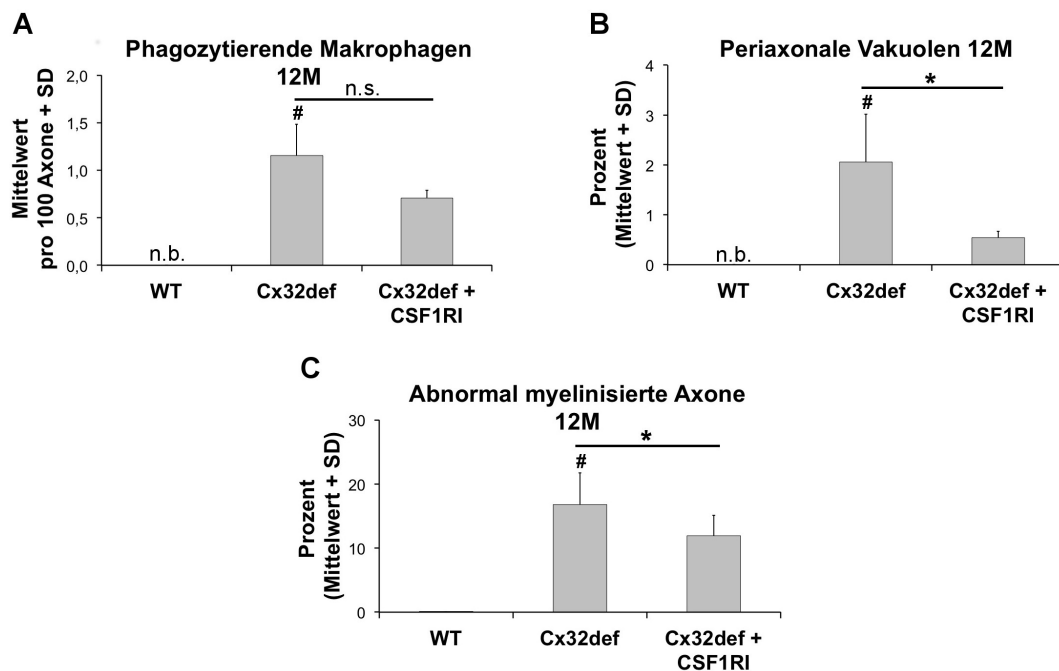 A
Phagozytierende Makrophagen
12M
Mittelwert
pro 100 Axone + SD
2,0
1,5
1,0
0,5
0,0
n.s.
#
n.b.
WT
Cx32def
Cx32def +
CSF1RI
B
Periaxonale Vakuolen 12M
Prozent
(Mittelwert + SD)
4
3
2
1
0
*
#
n.b.
WT
Cx32def
Cx32def +
CSF1RI
C
Abnormal myelinisierte Axone
12M
Prozent
(Mittelwert + SD)
30
20
10
0
*
#
WT
Cx32def
Cx32def +
CSF1RI